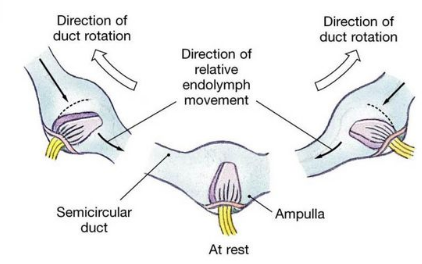 Direction of
duct rotation
Direction of
relative
endolymph
movement
Direction of
duct rotation
Semicircular
duct
Ampulla
At rest